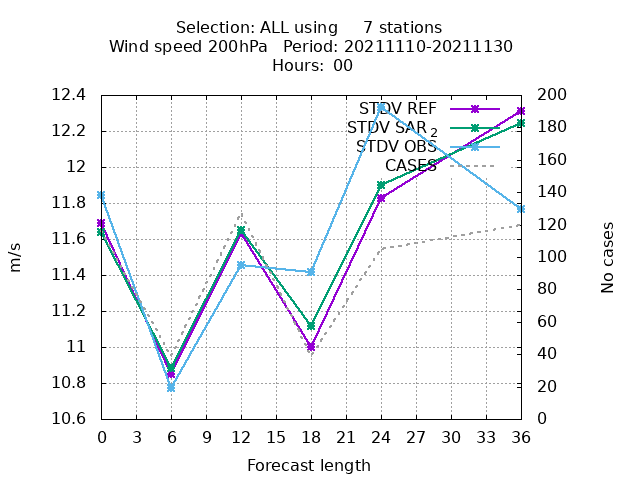 Selection: ALL using 7 stations
Wind speed 200hPa Period: 20211110-20211130
Hours: 00
12.4
12.2
12
11.8
11.6
11.4
11.2
11
10.8
10.6
m/s
STDV REF
STDV SAR 2
STDV OBS
CASES
200
180
160
140
120
100
80
60
40
20
0
No cases
0 3 6 9 12 15 18 21 24 27 30 33 36
Forecast length